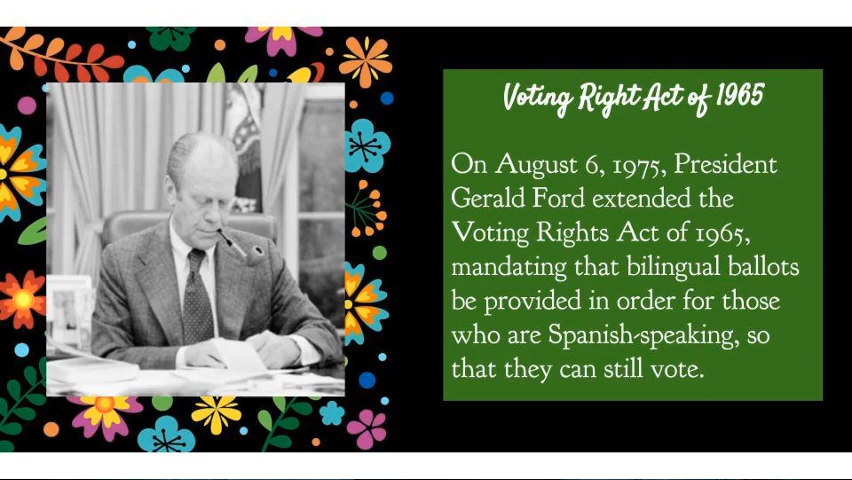 Voting Right Act of 1965
On August 6, 1975, President
Gerald Ford extended the
Voting Rights Act of 1965,
mandating that bilingual ballots
be provided in order for those
who are Spanish-speaking, so
that they can still vote.